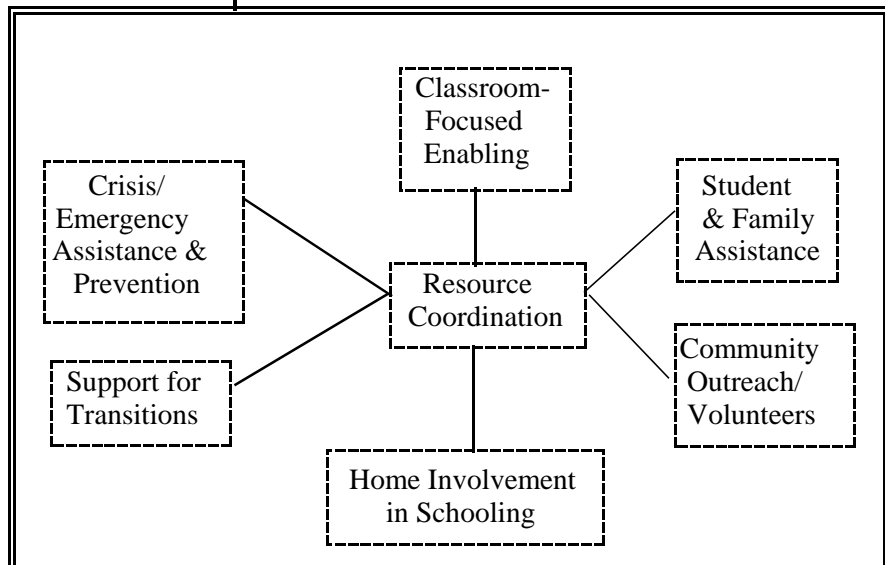 Classroom-
Focused
Enabling
Crisis/
Emergency
Assistance &
Prevention
Student
& Family
Assistance
Resource
Coordination
Support for
Transitions
Community
Outreach/
Volunteers
Home Involvement
in Schooling